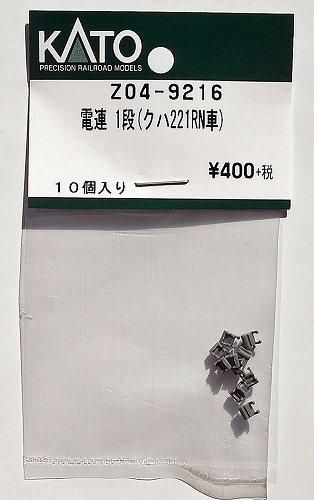 KATO
PRECISION RAILROAD MODELS
Z04-9216
電連 1段(クハ221RN車)
¥400+税
10個入り